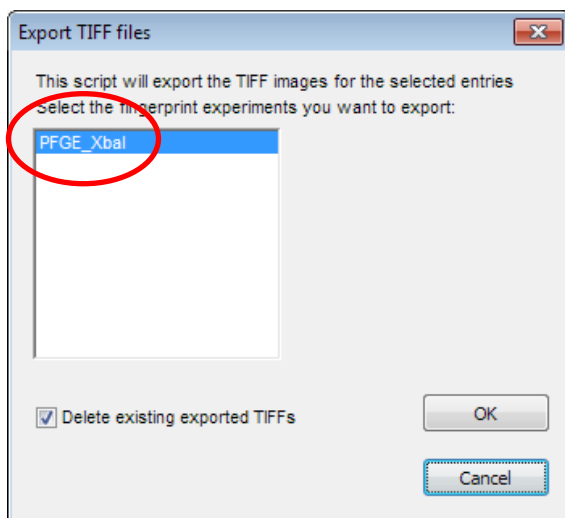 Export TIFF files
This script will export the TIFF images for the selected entries
Select the fingerprint experiments you want to export:
PFGE_XbaI
Delete existing exported TIFFs
OK
Cancel